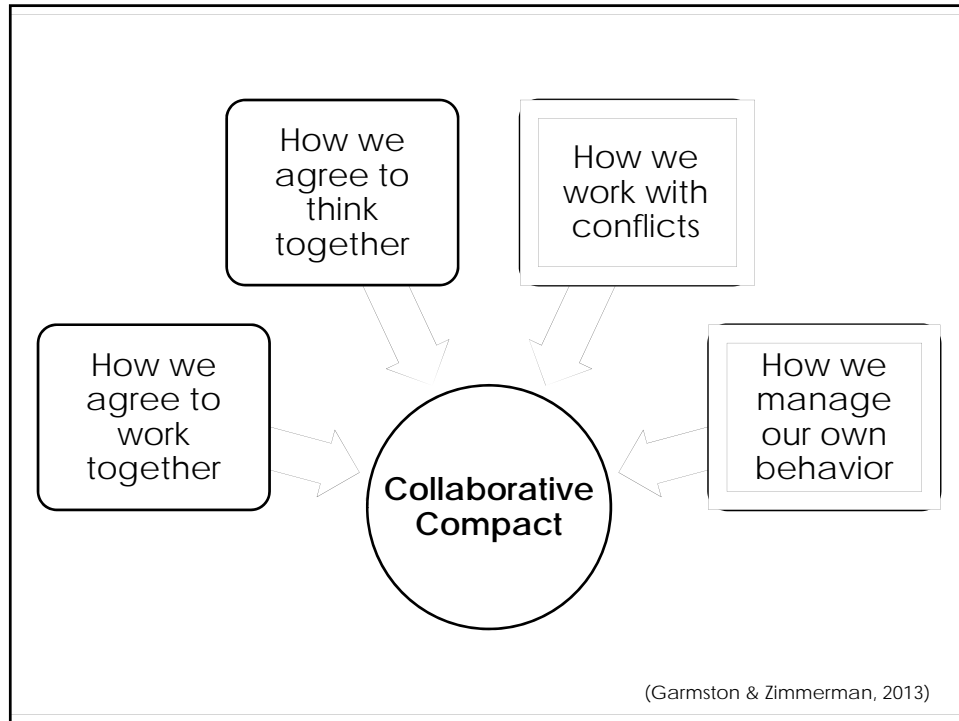 How we
agree to
think
together
How we
work with
conflicts
How we
agree to
work
together
How we
manage
our own
behavior
Collaborative
Compact
(Garmston & Zimmerman, 2013)